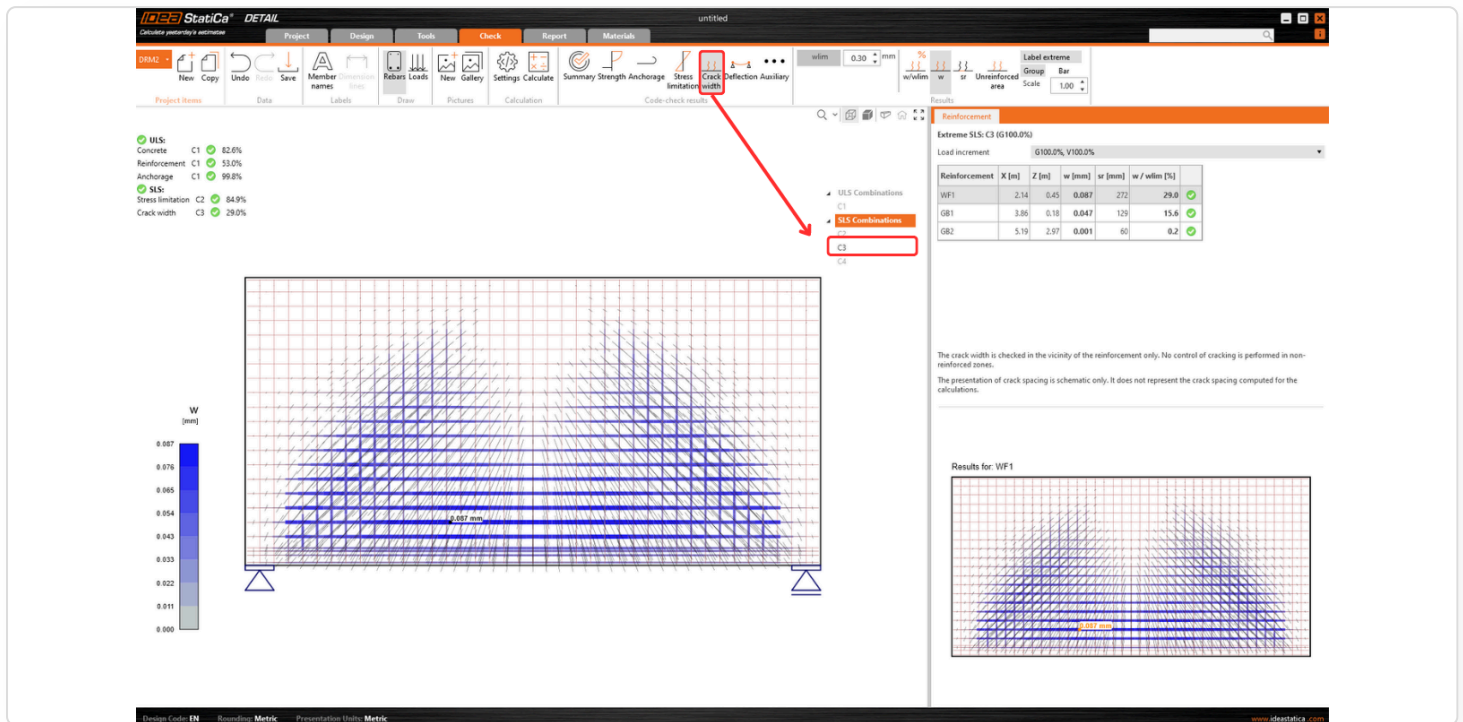 IDEA StatiCa® DETAIL
untitled
Calculate yesterday's estimates
Project Design Tools Check Report Materials
DRM2
New Copy Undo Redo Save Member names Dimension lines Rebars Loads New Gallery Settings Calculate Summary Strength Anchorage Stress limitation Crack width Deflection Auxiliary
wlim 0.30 mm
w/wlim w sr Unreinforced area
Label extreme
Group Bar
Scale 1.00
Project items Data Labels Draw Pictures Calculation Code-check results Results
ULS:
Concrete C1 82.6%
Reinforcement C1 53.0%
Anchorage C1 99.8%
SLS:
Stress limitation C2 84.9%
Crack width C3 29.0%
ULS Combinations
C1
SLS Combinations
C2
C3
C4
W
[mm]
0.087
0.076
0.065
0.054
0.043
0.033
0.022
0.011
0.000
0.087 mm
Reinforcement
Extreme SLS: C3 (G100.0%)
Load increment G100.0%, V100.0%
Reinforcement X [m] Z [m] w [mm] sr [mm] w / wlim [%]
WF1 2.14 0.45 0.087 272 29.0
GB1 3.86 0.18 0.047 129 15.6
GB2 5.19 2.97 0.001 60 0.2
The crack width is checked in the vicinity of the reinforcement only. No control of cracking is performed in non-
reinforced zones.
The presentation of crack spacing is schematic only. It does not represent the crack spacing computed for the
calculations.
Results for: WF1
0.087 mm
Design Code: EN Rounding: Metric Presentation Units: Metric
www.ideastatica.com